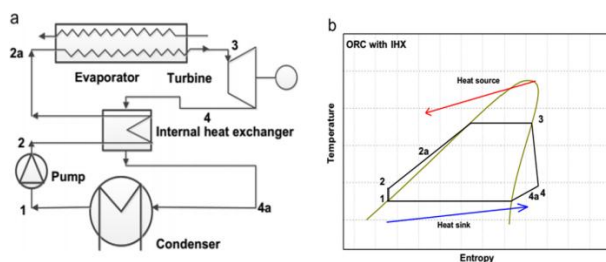 a
2a
3
Evaporator
Turbine
4
Internal heat exchanger
2
Pump
1
4a
Condenser
b
ORC with IHX
Heat source
Temperature
3
2a
2
1
4a
4
Heat sink
Entropy